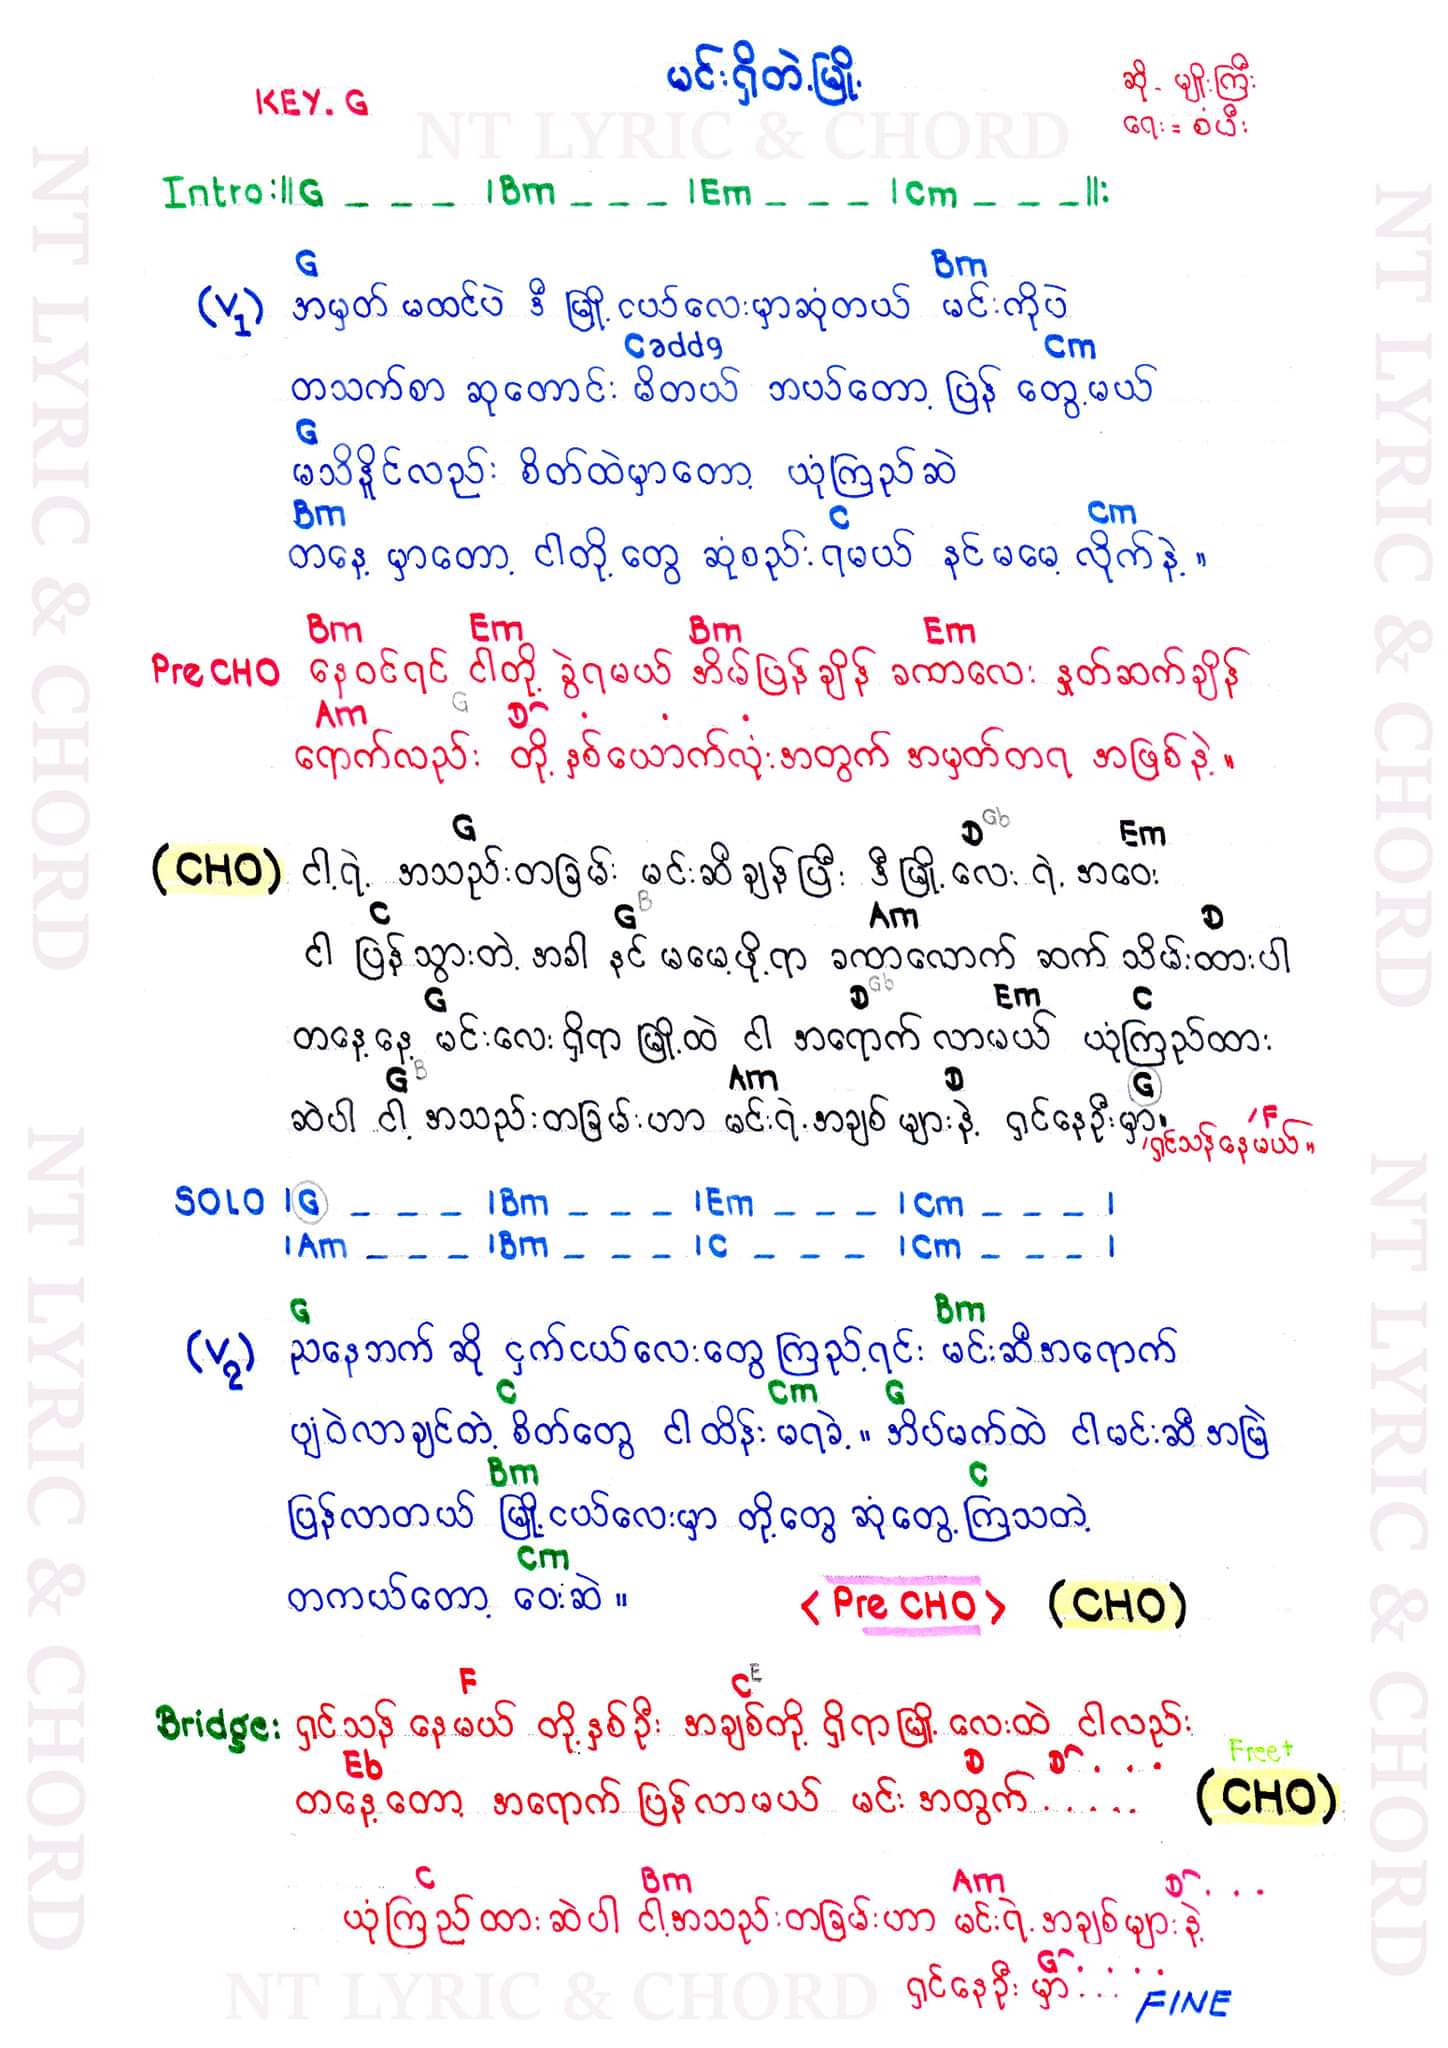 မင်းရှိတဲ့မြို့
KEY. G
ဆို - မျိုးကြီး
ရေး = စံပီး
NT LYRIC & CHORD
Intro:||G _ _ _ |Bm _ _ _ |Em _ _ _ |Cm _ _ _||:
G Bm
(V1) အမှတ်မထင်ပဲ ဒီ မြို့ငယ်လေးမှာဆုံတယ် မင်းကိုပဲ
Cadd9 Cm
တသက်စာ ဆုတောင်းမိတယ် ဘယ်တော့ ပြန် တွေ့မယ်
G
မသိနိူင်လည်း စိတ်ထဲမှာတော့ ယုံကြည်ဆဲ
Bm C Cm
တနေ့ မှာတော့ ငါတို့တွေ ဆုံစည်းရမယ် နင်မမေ့ လိုက်နဲ့ ။
Bm Em Bm Em
Pre CHO နေဝင်ရင် ငါတို့ ခွဲရမယ် အိမ်ပြန်ချိန် ခဏလေး နှုတ်ဆက်ချိန်
Am G D . . .
ရောက်လည်း တို့နှစ်ယောက်လုံးအတွက် အမှတ်တရ အဖြစ်နဲ့ ။
G D Gb Em
(CHO) ငါ့ရဲ့ အသည်းတခြမ်း မင်းဆီချန်ပြီး ဒီမြို့လေး ရဲ့ အဝေး
C G B Am D
ငါ ပြန်သွားတဲ့အခါ နင် မမေ့ဖို့ရာ ခဏလောက် ဆက် သိမ်းထားပါ
G D Gb Em C
တနေ့နေ့ မင်းလေးရှိရာ မြို့ထဲ ငါ အရောက်လာမယ် ယုံကြည်ထား
G B Am D G
ဆဲပါ ငါ့ အသည်းတခြမ်းဟာ မင်းရဲ့အချစ်များနဲ့ ရှင်နေဦးမှာ။
/F
/ရှင်သန်နေမယ်။
SOLO |G _ _ _ |Bm _ _ _ |Em _ _ _ |Cm _ _ _ |
|Am _ _ _ |Bm _ _ _ |C _ _ _ |Cm _ _ _ |
G Bm
(V2) ညနေဘက်ဆို ငှက်ငယ်လေးတွေကြည့်ရင်း မင်းဆီအရောက်
C Cm G
ပျံဝဲလာချင်တဲ့ စိတ်တွေ ငါထိန်းမရခဲ့။ အိပ်မက်ထဲ ငါမင်းဆီအမြဲ
Bm C
ပြန်လာတယ် မြို့ငယ်လေးမှာ တို့တွေ ဆုံတွေ့ကြသတဲ့
Cm
တကယ်တော့ ဝေးဆဲ။ <Pre CHO> (CHO)
F C E
Bridge: ရှင်သန်နေမယ် တို့နှစ်ဦး အချစ်တို့ ရှိရာမြို့လေးထဲ ငါလည်း
Eb D D . . . Free+
တနေ့တော့ အရောက်ပြန်လာမယ် မင်းအတွက် . . . . . (CHO)
C Bm Am D . . .
ယုံကြည်ထားဆဲပါ ငါ့အသည်းတခြမ်းဟာ မင်းရဲ့အချစ်များနဲ့
G . . . .
ရှင်နေဦးမှာ . . . FINE
NT LYRIC & CHORD
NT LYRIC & CHORD
NT LYRIC & CHORD
NT LYRIC & CHORD
NT LYRIC & CHORD